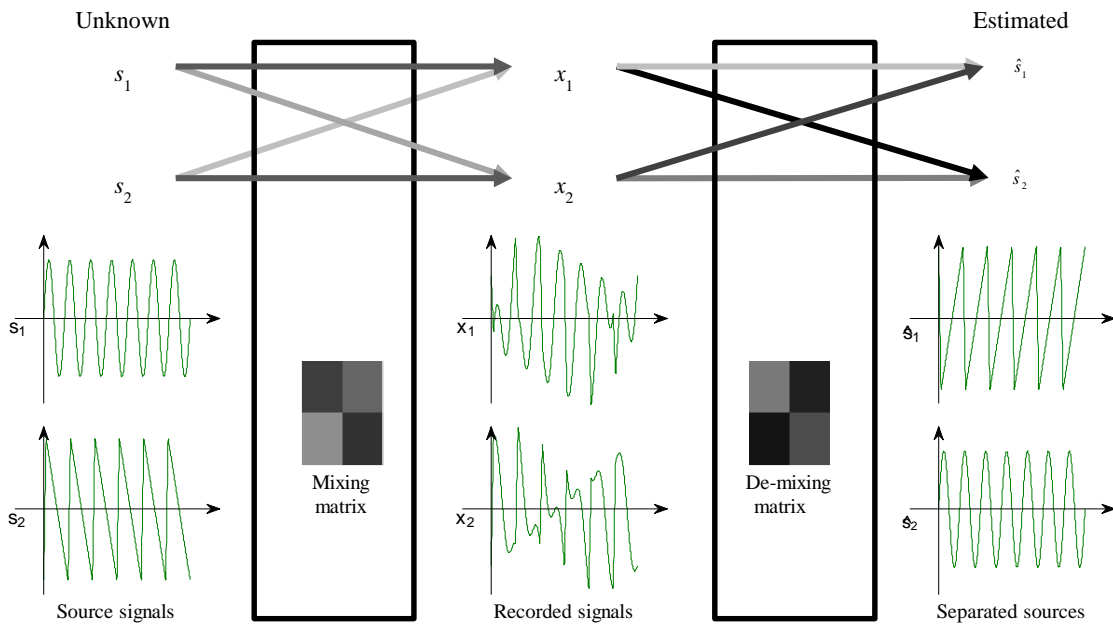 Unknown
Estimated
s1
x1
ŝ1
s2
x2
ŝ2
s1
x1
ŝ1
Mixing
matrix
De-mixing
matrix
s2
x2
ŝ2
Source signals
Recorded signals
Separated sources